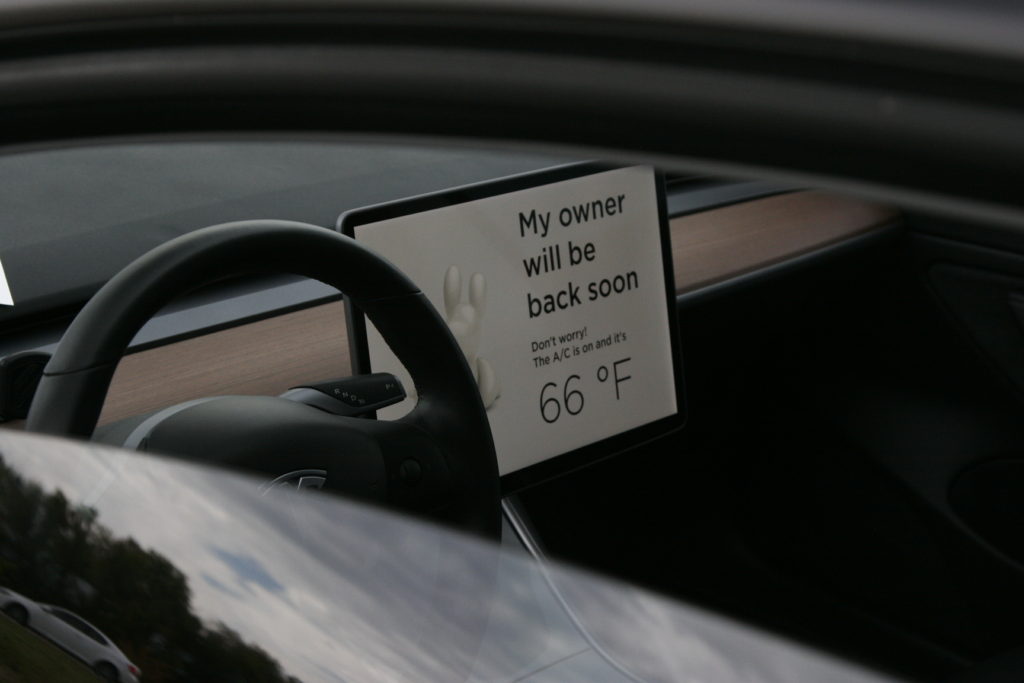 My owner
will be
back soon
Don't worry!
The A/C is on and it's
66 °F